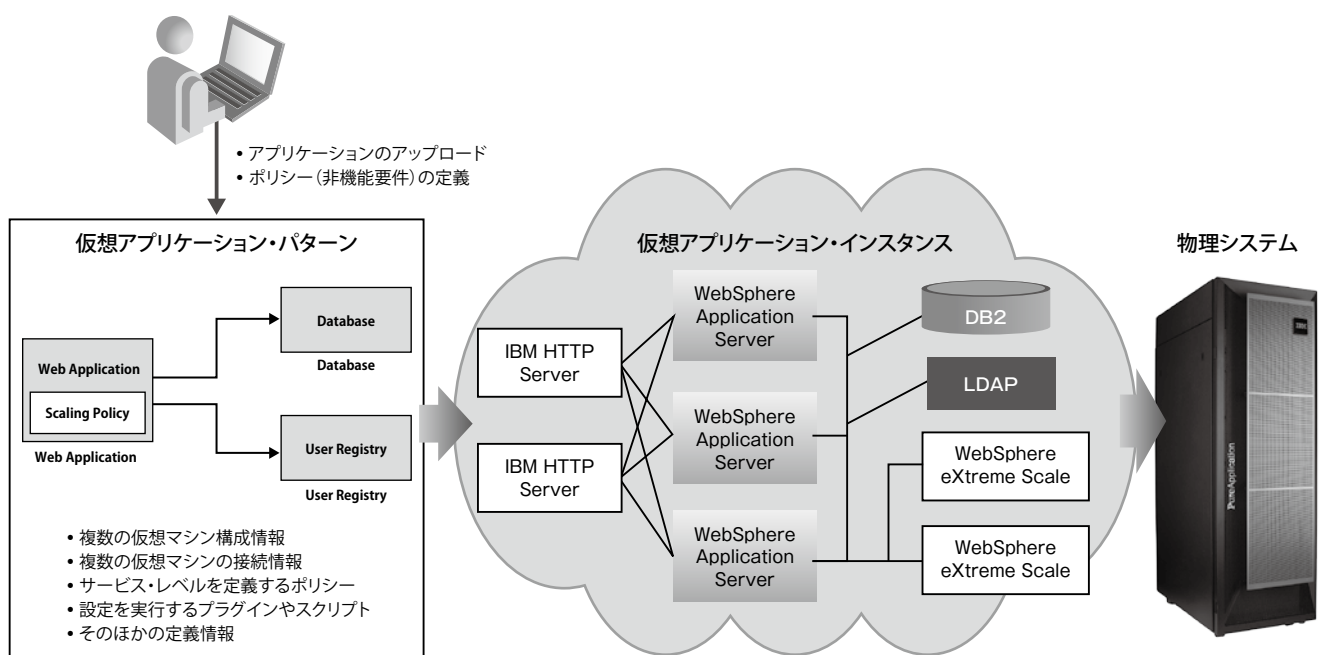 • アプリケーションのアップロード
• ポリシー（非機能要件）の定義
仮想アプリケーション・パターン
Web Application
Scaling Policy
Web Application
Database
Database
User Registry
User Registry
• 複数の仮想マシン構成情報
• 複数の仮想マシンの接続情報
• サービス・レベルを定義するポリシー
• 設定を実行するプラグインやスクリプト
• そのほかの定義情報
仮想アプリケーション・インスタンス
IBM HTTP
Server
IBM HTTP
Server
WebSphere
Application
Server
WebSphere
Application
Server
WebSphere
Application
Server
DB2
LDAP
WebSphere
eXtreme Scale
WebSphere
eXtreme Scale
物理システム
IBM
PureApplication